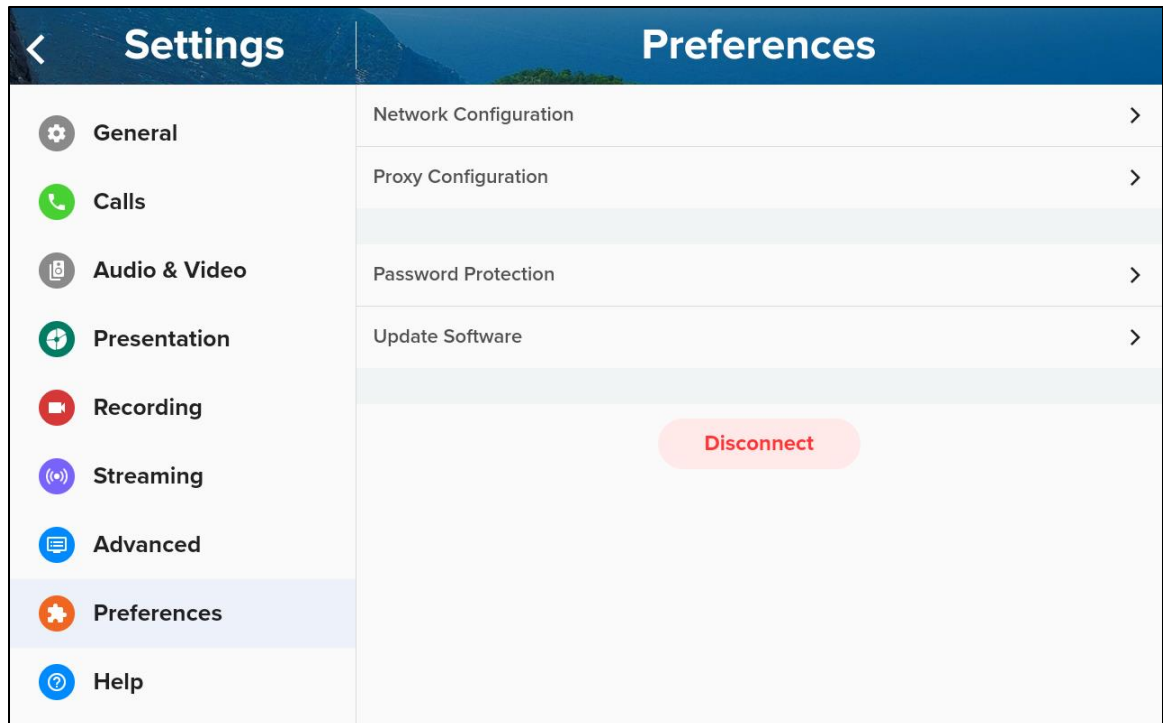 Settings
Preferences
General
Calls
Audio & Video
Presentation
Recording
Streaming
Advanced
Preferences
Help
Network Configuration
Proxy Configuration
Password Protection
Update Software
Disconnect